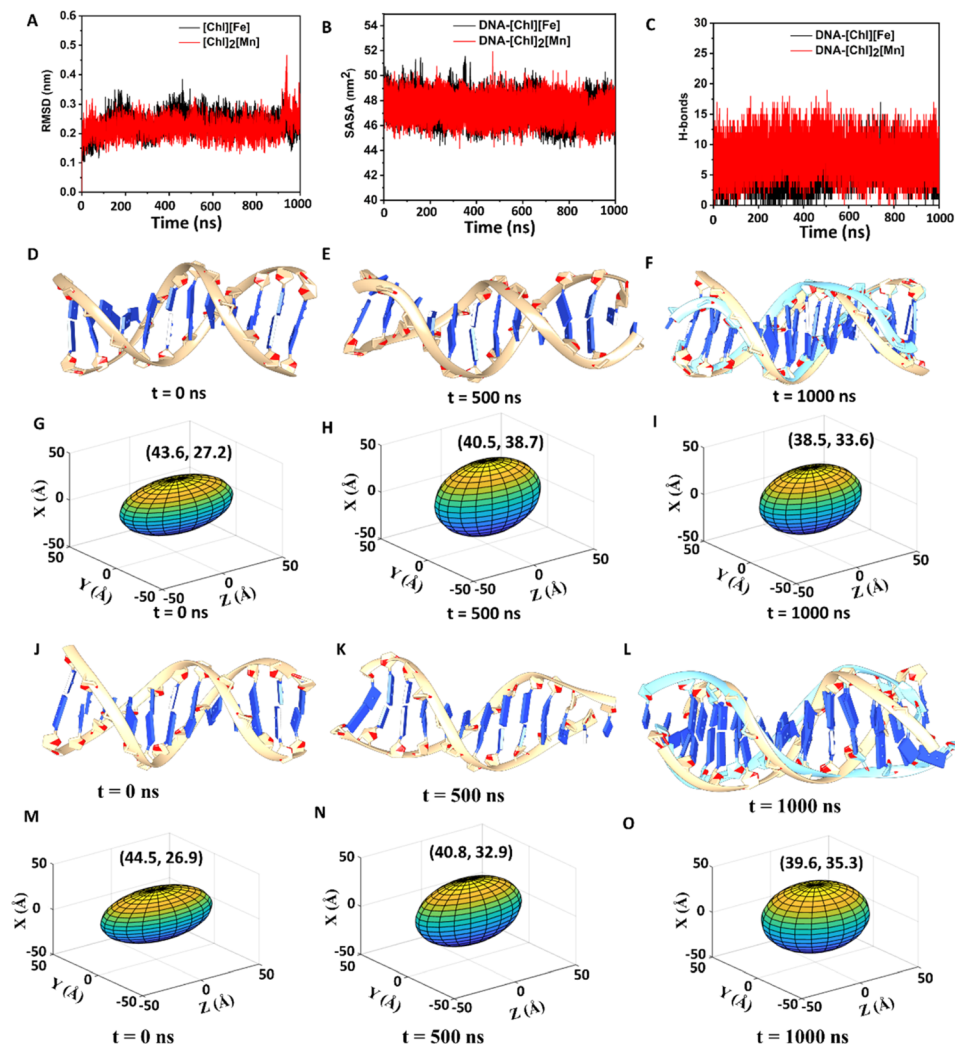 A
[Chl][Fe]
[Chl]2[Mn]
RMSD (nm)
0.6
0.5
0.4
0.3
0.2
0.1
0.0
0 200 400 600 800 1000
Time (ns)
B
DNA-[Chl][Fe]
DNA-[Chl]2[Mn]
SASA (nm2)
56
54
52
50
48
46
44
42
40
0 200 400 600 800 1000
Time (ns)
C
DNA-[Chl][Fe]
DNA-[Chl]2[Mn]
H-bonds
30
25
20
15
10
5
0
0 200 400 600 800 1000
Time (ns)
D
t = 0 ns
E
t = 500 ns
F
t = 1000 ns
G
(43.6, 27.2)
X (Å)
50
0
-50
50
0
-50
Y (Å)
-50
0
50
Z (Å)
t = 0 ns
H
(40.5, 38.7)
X (Å)
50
0
-50
50
0
-50
Y (Å)
-50
0
50
Z (Å)
t = 500 ns
I
(38.5, 33.6)
X (Å)
50
0
-50
50
0
-50
Y (Å)
-50
0
50
Z (Å)
t = 1000 ns
J
t = 0 ns
K
t = 500 ns
L
t = 1000 ns
M
(44.5, 26.9)
X (Å)
50
0
-50
50
0
-50
Y (Å)
-50
0
50
Z (Å)
t = 0 ns
N
(40.8, 32.9)
X (Å)
50
0
-50
50
0
-50
Y (Å)
-50
0
50
Z (Å)
t = 500 ns
O
(39.6, 35.3)
X (Å)
50
0
-50
50
0
-50
Y (Å)
-50
0
50
Z (Å)
t = 1000 ns